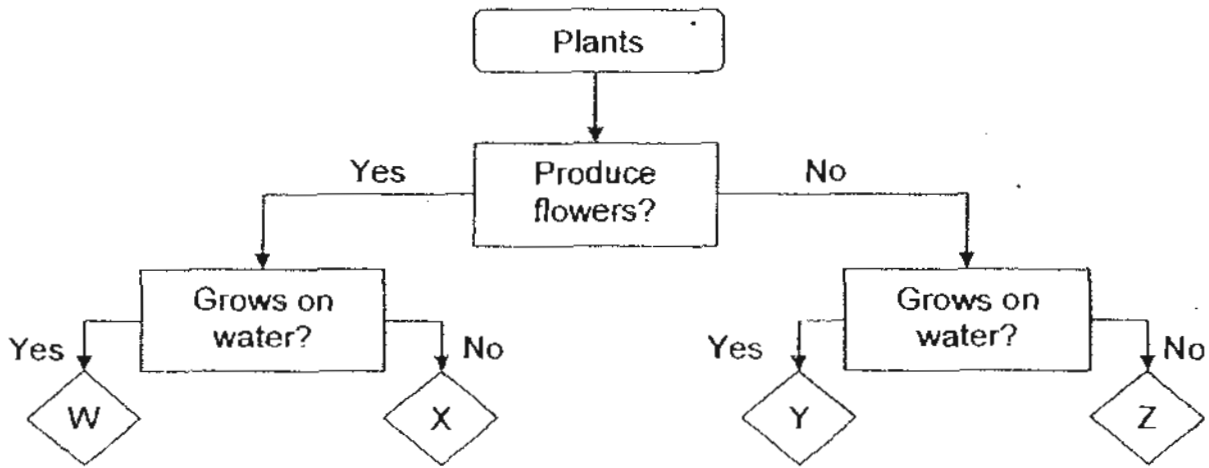 Plants
Yes
Produce
flowers?
No
Grows on
water?
Yes
No
W
X
Grows on
water?
Yes
No
Y
Z